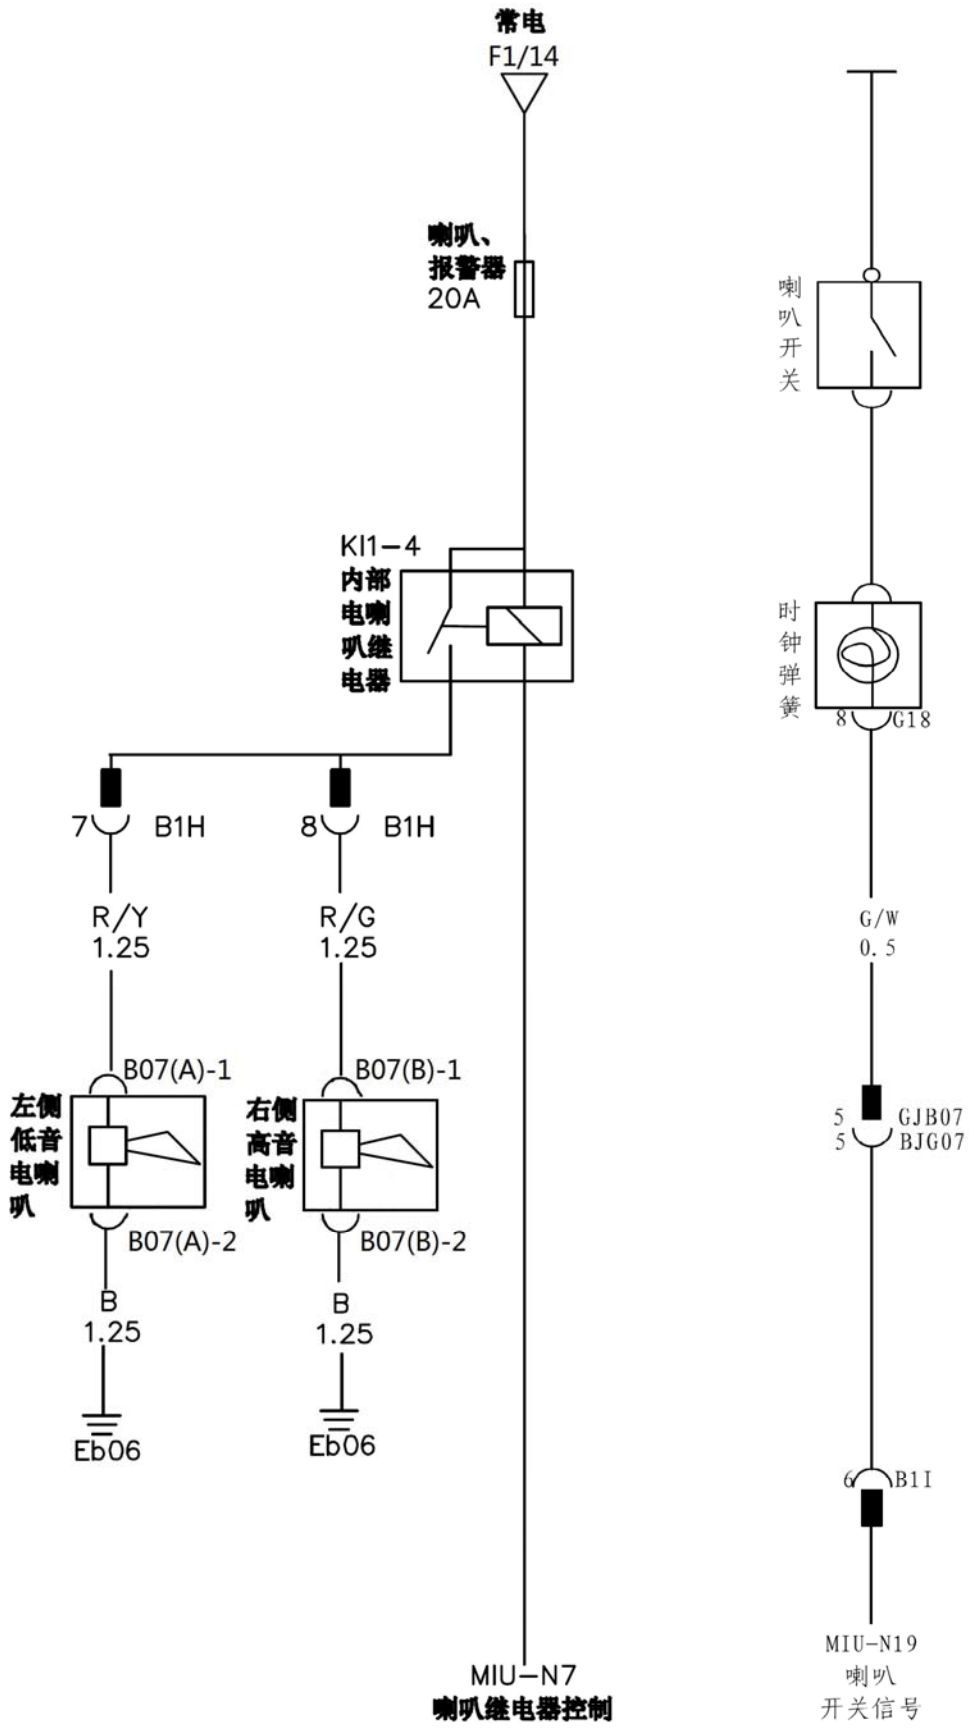 常电
F1/14
喇叭、
报警器
20A
KI1-4
内部
电喇
叭继
电器
7
B1H
8
B1H
R/Y
1.25
R/G
1.25
B07(A)-1
B07(B)-1
左侧
低音
电喇
叭
右侧
高音
电喇
叭
B07(A)-2
B07(B)-2
B
1.25
B
1.25
Eb06
Eb06
MIU-N7
喇叭继电器控制
喇
叭
开
关
时
钟
弹
簧
8
G18
G/W
0.5
5
GJB07
5
BJG07
6
B1I
MIU-N19
喇叭
开关信号